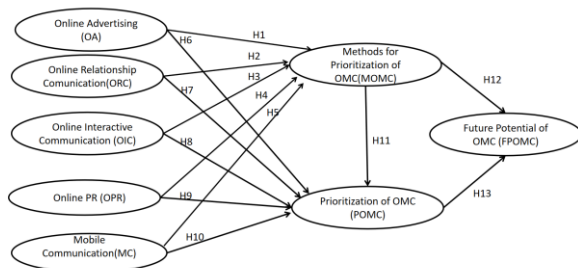 Online Advertising
(OA)
Online Relationship
Comunication(ORC)
Online Interactive
Communication (OIC)
Online PR (OPR)
Mobile
Communication(MC)
H6
H1
H2
H3
H7
H4
H5
H8
H9
H10
Methods for
Prioritization of
OMC(MOMC)
H11
Prioritization of OMC
(POMC)
H12
H13
Future Potential of
OMC (FPOMC)